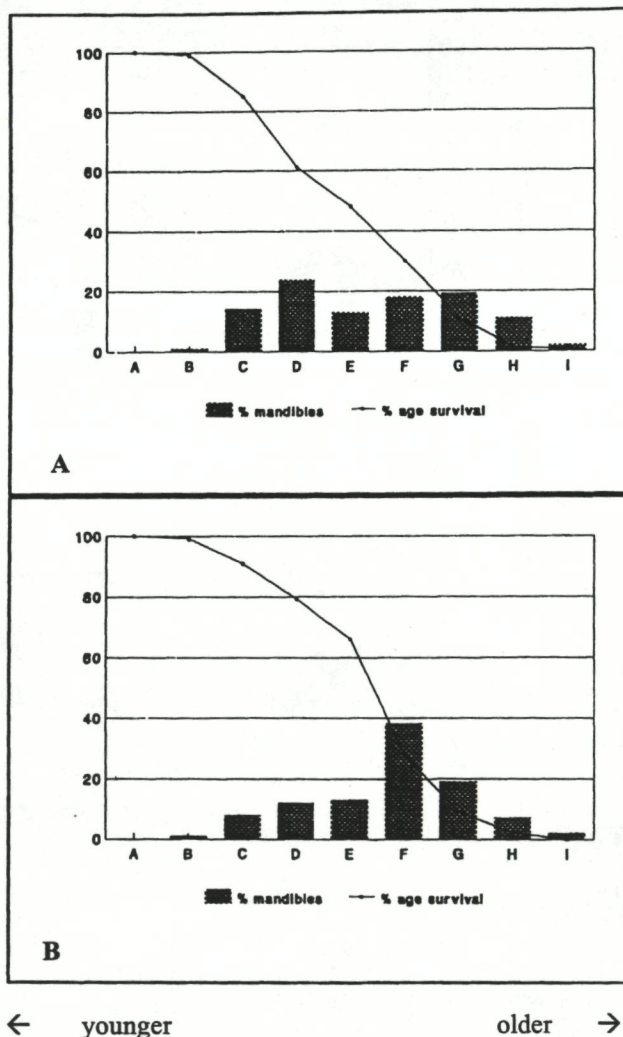 100
80
60
40
20
0
A B C D E F G H I
% mandibles % age survival
A
100
80
60
40
20
0
A B C D E F G H I
% mandibles % age survival
B
← younger older →